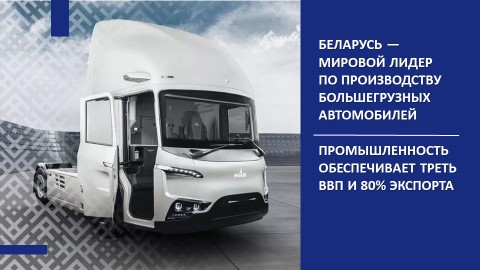 БЕЛАРУСЬ —
МИРОВОЙ ЛИДЕР
ПО ПРОИЗВОДСТВУ
БОЛЬШЕГРУЗНЫХ
АВТОМОБИЛЕЙ
ПРОМЫШЛЕННОСТЬ
ОБЕСПЕЧИВАЕТ ТРЕТЬ
ВВП И 80% ЭКСПОРТА